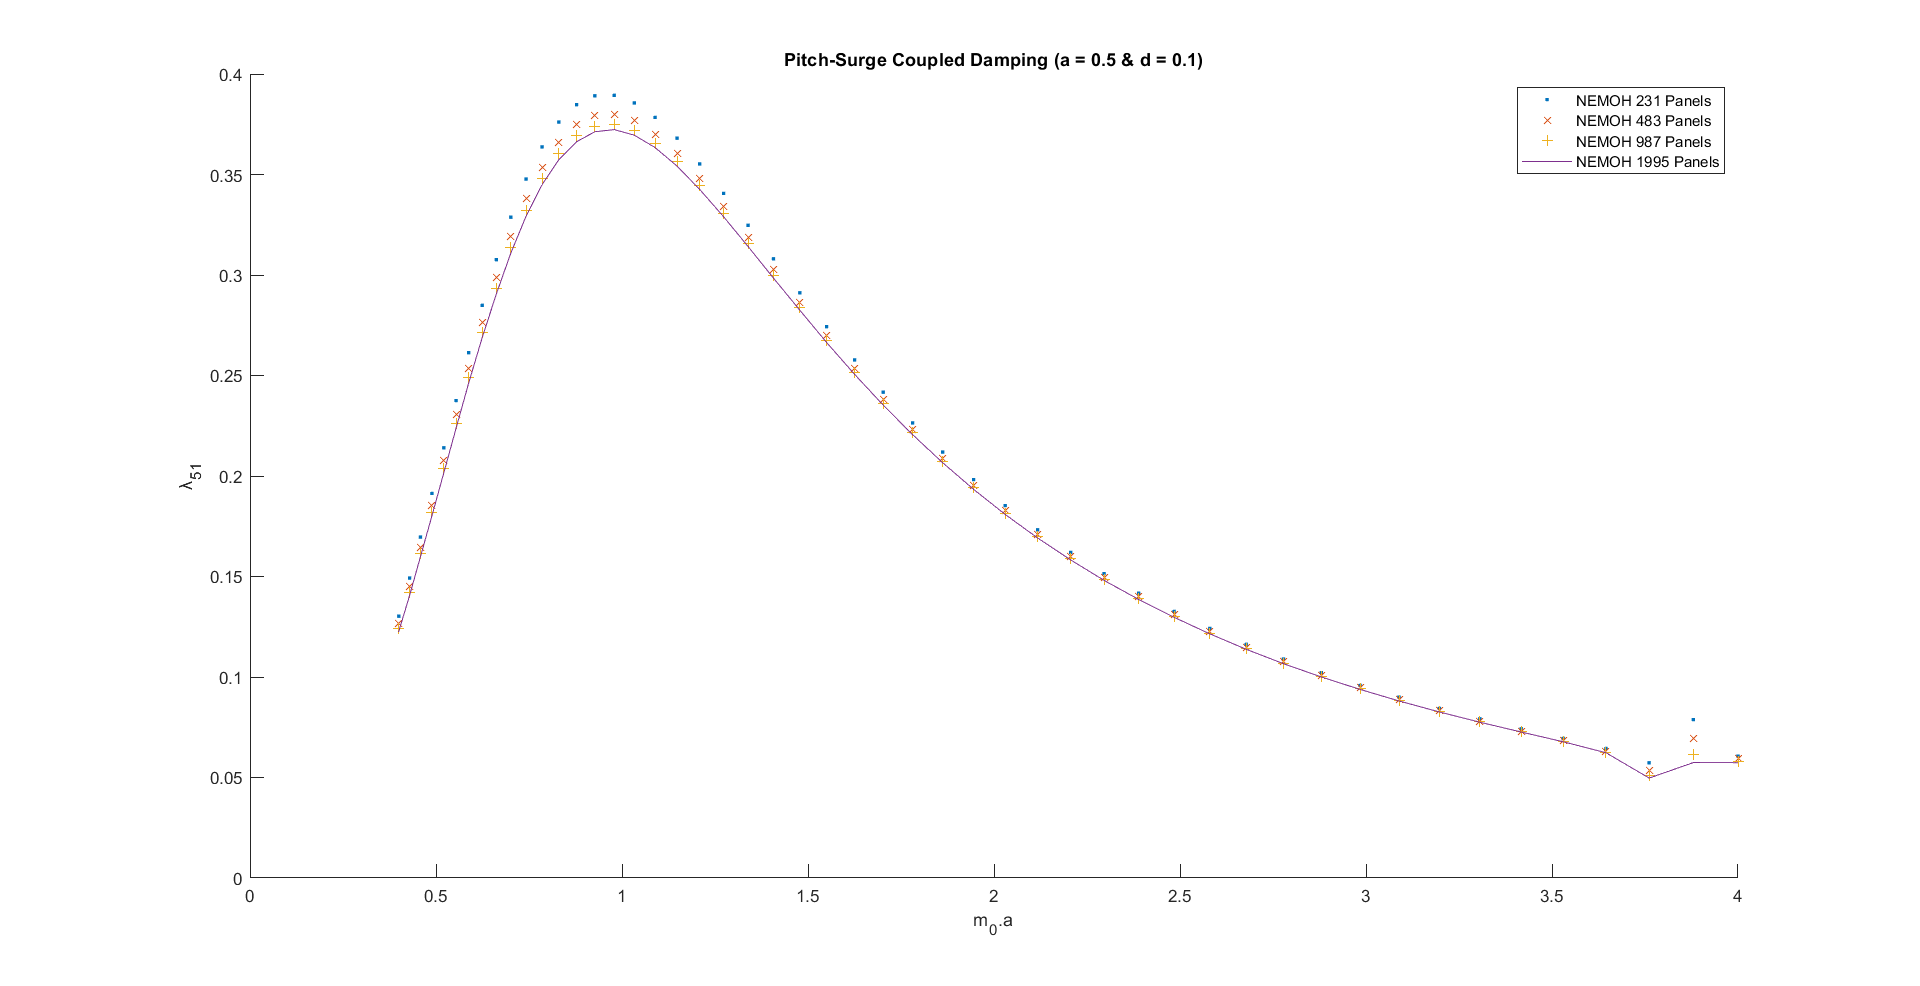 Pitch-Surge Coupled Damping (a = 0.5 & d = 0.1)
NEMOH 231 Panels
NEMOH 483 Panels
NEMOH 987 Panels
NEMOH 1995 Panels
0.4
0.35
0.3
0.25
0.2
0.15
0.1
0.05
0
λ51
0 0.5 1 1.5 2 2.5 3 3.5 4
m0.a